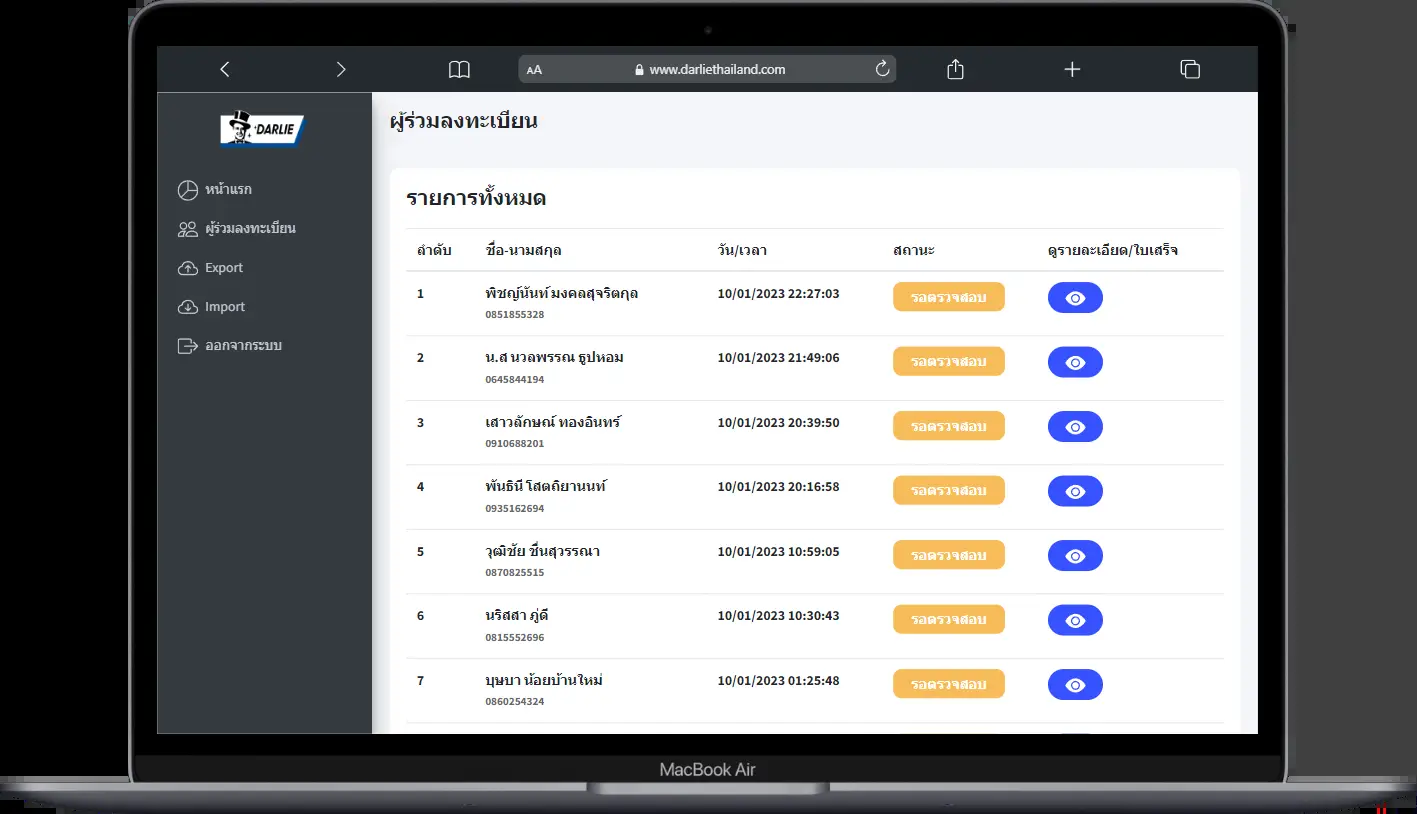 AA www.darliethailand.com
DARLIE
หน้าแรก
ผู้ร่วมลงทะเบียน
Export
Import
ออกจากระบบ
ผู้ร่วมลงทะเบียน
รายการทั้งหมด
ลำดับ ชื่อ-นามสกุล วัน/เวลา สถานะ ดูรายละเอียด/ใบเสร็จ
1 พิชญ์นันท์ มงคลสุจริตกุล 10/01/2023 22:27:03 รอตรวจสอบ
0851855328
2 น.ส นวลพรรณ ธูปหอม 10/01/2023 21:49:06 รอตรวจสอบ
0645844194
3 เสาวลักษณ์ ทองอินทร์ 10/01/2023 20:39:50 รอตรวจสอบ
0910688201
4 พันธินี โสตถิยานนท์ 10/01/2023 20:16:58 รอตรวจสอบ
0935162694
5 วุฒิชัย ชื่นสุวรรณา 10/01/2023 10:59:05 รอตรวจสอบ
0870825515
6 นริสสา ภู่ดี 10/01/2023 10:30:43 รอตรวจสอบ
0815552696
7 บุษบา น้อยบ้านใหม่ 10/01/2023 01:25:48 รอตรวจสอบ
0860254324
MacBook Air